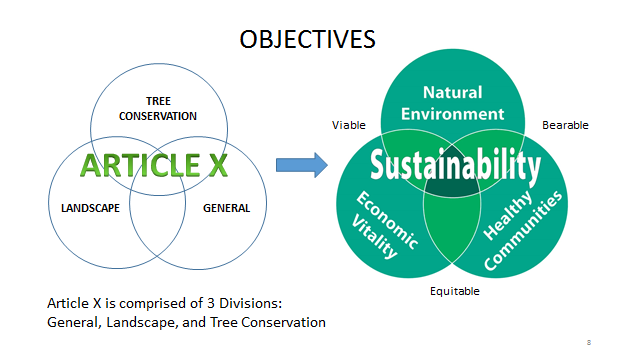 OBJECTIVES
TREE
CONSERVATION
ARTICLE X
LANDSCAPE
GENERAL
Natural
Environment
Viable
Bearable
Sustainability
Economic
Vitality
Healthy
Communities
Equitable
Article X is comprised of 3 Divisions:
General, Landscape, and Tree Conservation
8